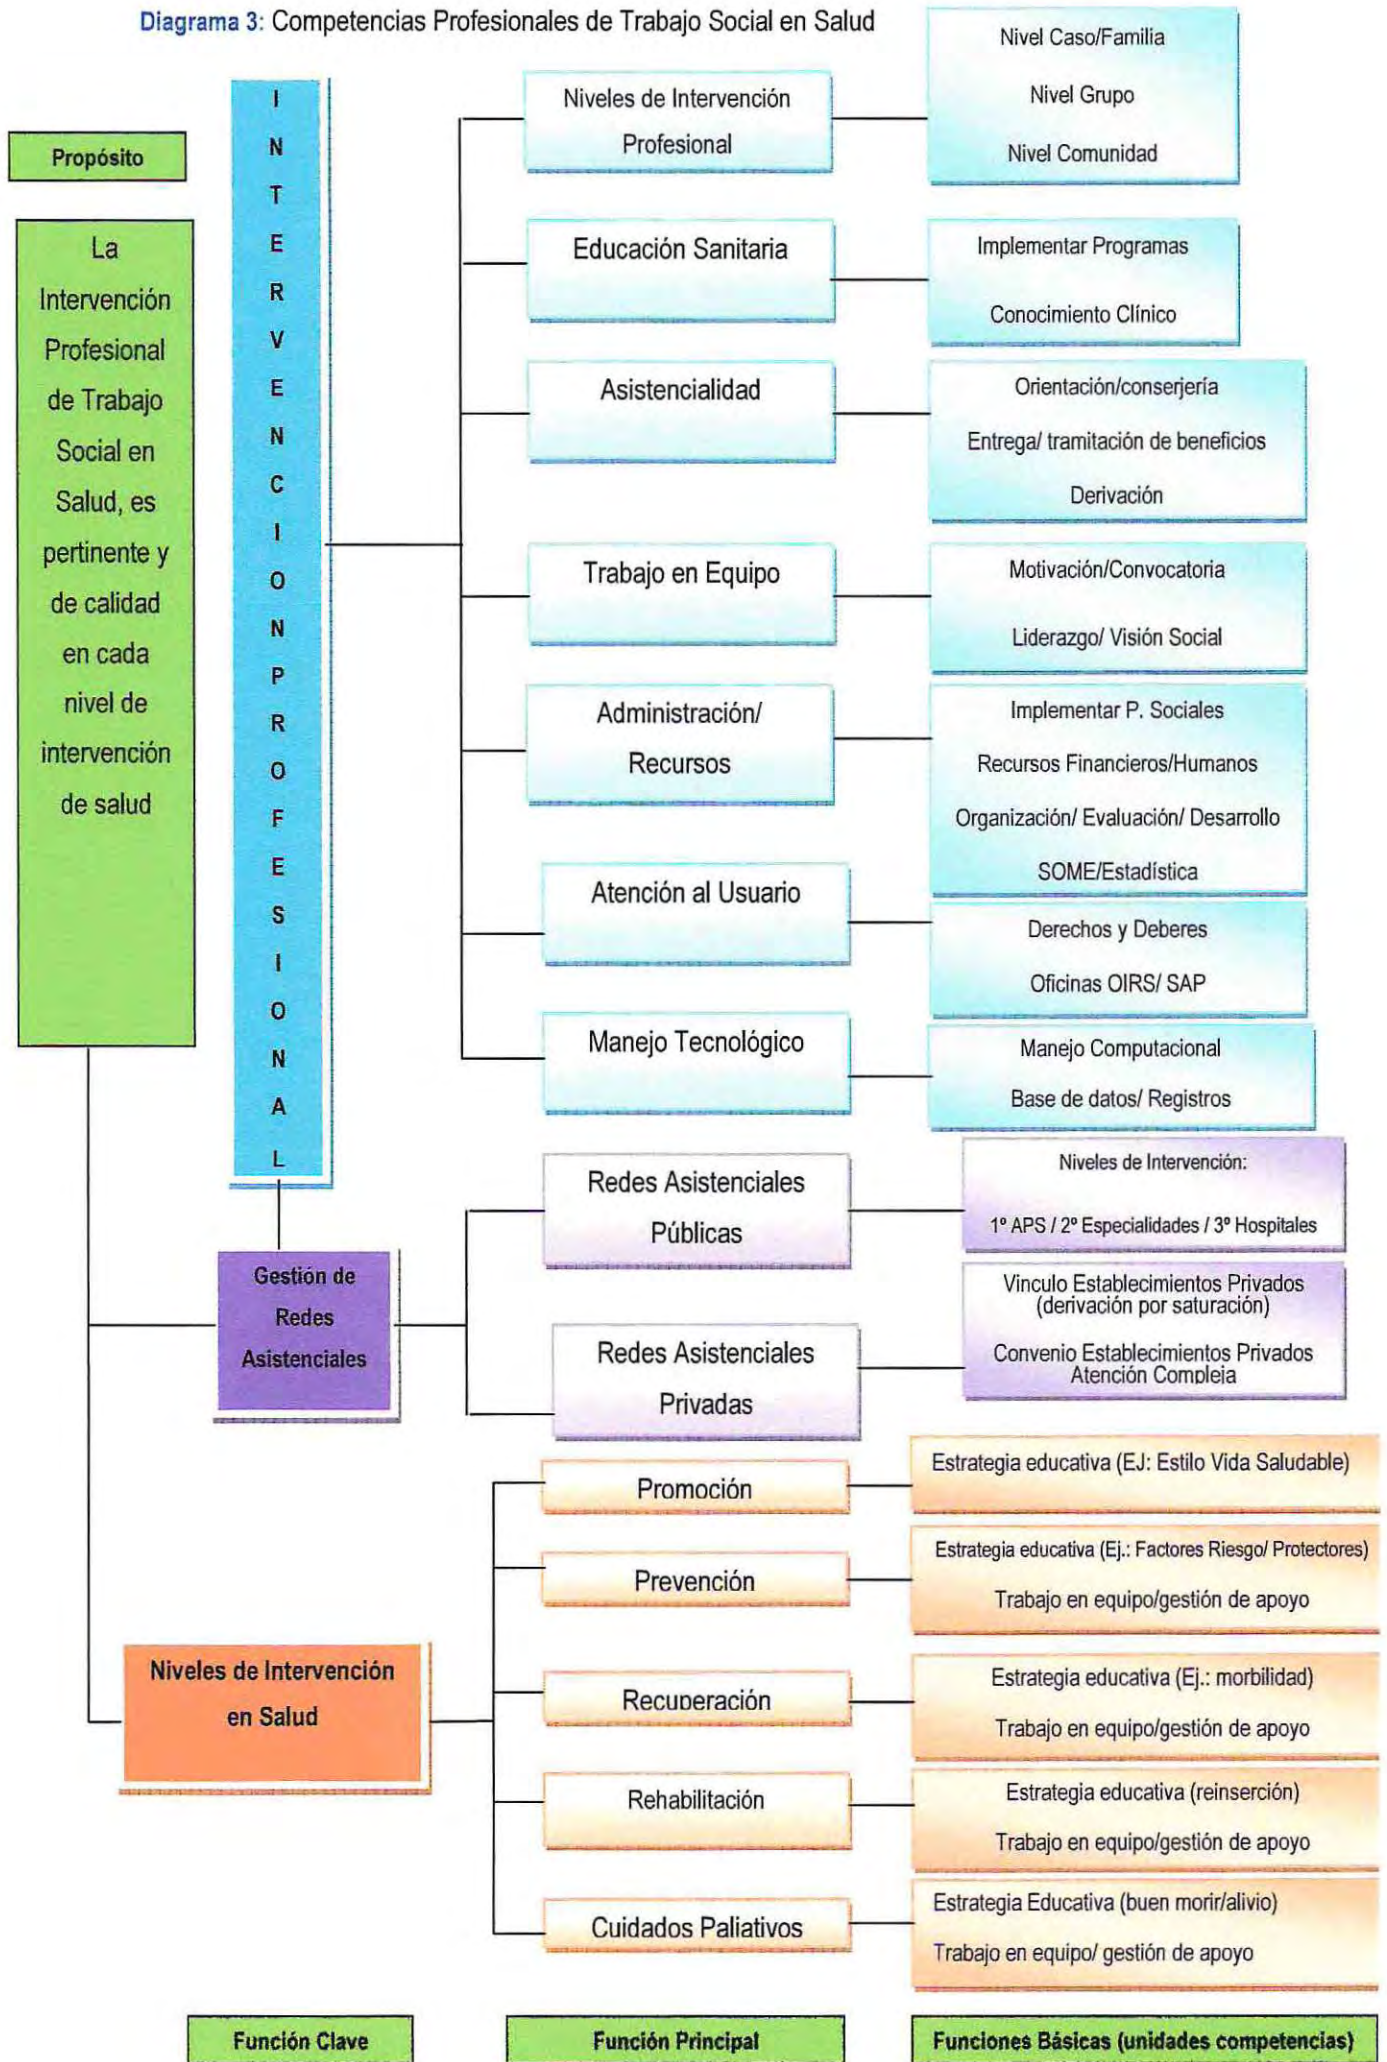 Diagrama 3: Competencias Profesionales de Trabajo Social en Salud
Propósito
La
Intervención
Profesional
de Trabajo
Social en
Salud, es
pertinente y
de calidad
en cada
nivel de
intervención
de salud
I
N
T
E
R
V
E
N
C
I
O
N
P
R
O
F
E
S
I
O
N
A
L
Niveles de Intervención
Profesional
Nivel Caso/Familia
Nivel Grupo
Nivel Comunidad
Educación Sanitaria
Implementar Programas
Conocimiento Clínico
Asistencialidad
Orientación/conserjería
Entrega/ tramitación de beneficios
Derivación
Trabajo en Equipo
Motivación/Convocatoria
Liderazgo/ Visión Social
Administración/
Recursos
Implementar P. Sociales
Recursos Financieros/Humanos
Organización/ Evaluación/ Desarrollo
SOME/Estadística
Atención al Usuario
Derechos y Deberes
Oficinas OIRS/ SAP
Manejo Tecnológico
Manejo Computacional
Base de datos/ Registros
Gestión de
Redes
Asistenciales
Redes Asistenciales
Públicas
Niveles de Intervención:
1º APS / 2º Especialidades / 3º Hospitales
Redes Asistenciales
Privadas
Vinculo Establecimientos Privados
(derivación por saturación)
Convenio Establecimientos Privados
Atención Compleja
Niveles de Intervención
en Salud
Promoción
Estrategia educativa (EJ: Estilo Vida Saludable)
Prevención
Estrategia educativa (Ej.: Factores Riesgo/ Protectores)
Trabajo en equipo/gestión de apoyo
Recuperación
Estrategia educativa (Ej.: morbilidad)
Trabajo en equipo/gestión de apoyo
Rehabilitación
Estrategia educativa (reinserción)
Trabajo en equipo/gestión de apoyo
Cuidados Paliativos
Estrategia Educativa (buen morir/alivio)
Trabajo en equipo/ gestión de apoyo
Función Clave
Función Principal
Funciones Básicas (unidades competencias)